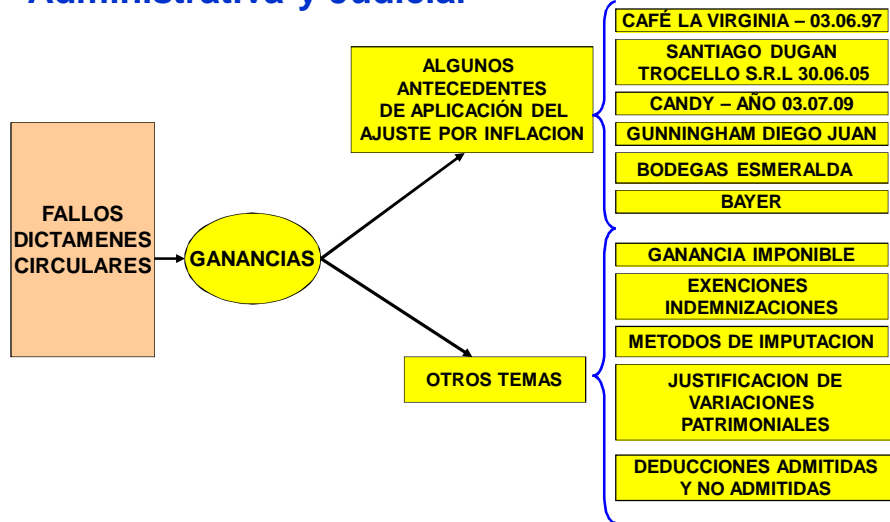 Administrativa y Judicial
FALLOS
DICTAMENES
CIRCULARES
GANANCIAS
ALGUNOS
ANTECEDENTES
DE APLICACIÓN DEL
AJUSTE POR INFLACION
CAFÉ LA VIRGINIA – 03.06.97
SANTIAGO DUGAN
TROCELLO S.R.L 30.06.05
CANDY – AÑO 03.07.09
GUNNINGHAM DIEGO JUAN
BODEGAS ESMERALDA
BAYER
OTROS TEMAS
GANANCIA IMPONIBLE
EXENCIONES
INDEMNIZACIONES
METODOS DE IMPUTACION
JUSTIFICACION DE
VARIACIONES
PATRIMONIALES
DEDUCCIONES ADMITIDAS
Y NO ADMITIDAS